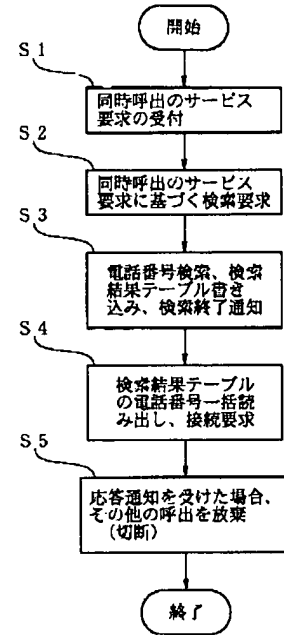 開始
S1
同時呼出のサービス
要求の受付
S2
同時呼出のサービス
要求に基づく検索要求
S3
電話番号検索、検索
結果テーブル書き
込み、検索終了通知
S4
検索結果テーブル
の電話番号一括読
み出し、接続要求
S5
応答通知を受けた場合、
その他の呼出を放棄
(切断)
終了